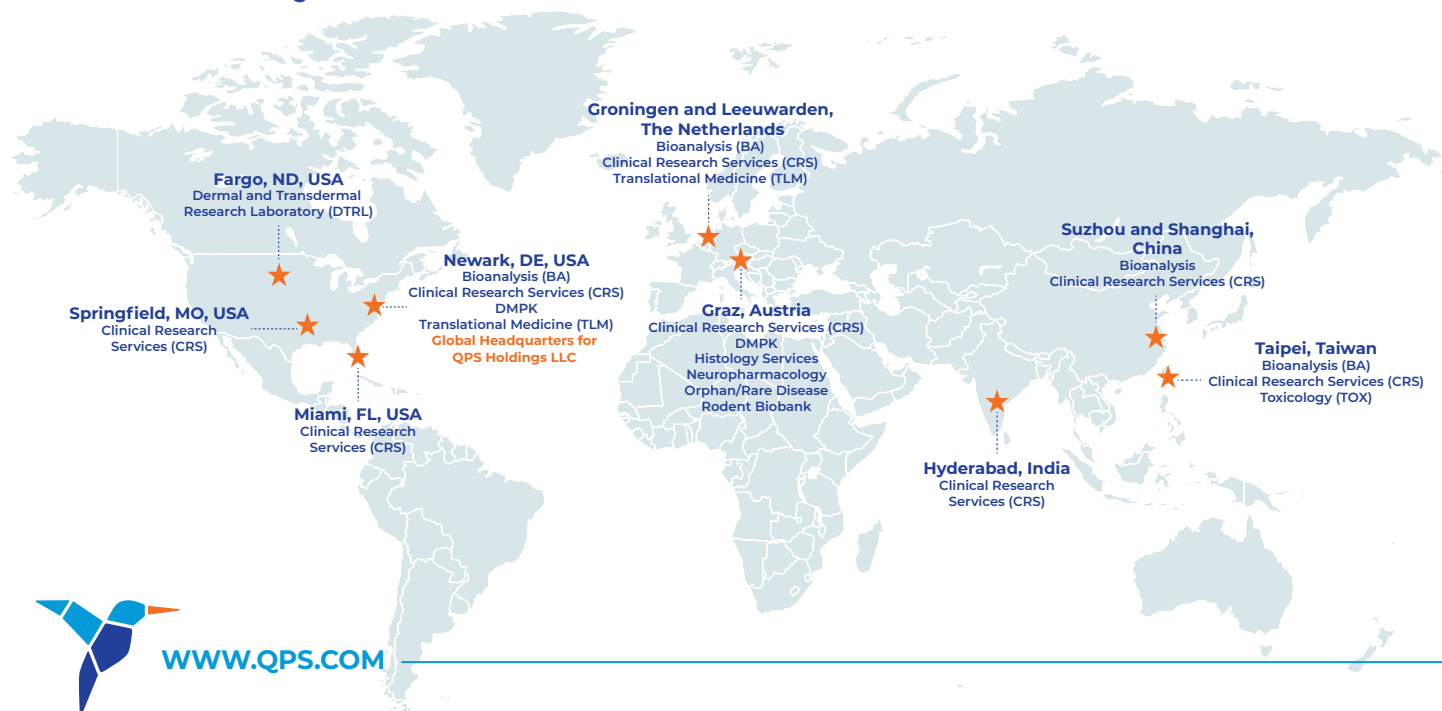 Groningen and Leeuwarden,
The Netherlands
Bioanalysis (BA)
Clinical Research Services (CRS)
Translational Medicine (TLM)
Fargo, ND, USA
Dermal and Transdermal
Research Laboratory (DTRL)
Suzhou and Shanghai,
China
Bioanalysis
Clinical Research Services (CRS)
Newark, DE, USA
Bioanalysis (BA)
Clinical Research Services (CRS)
DMPK
Translational Medicine (TLM)
Global Headquarters for
QPS Holdings LLC
Springfield, MO, USA
Clinical Research
Services (CRS)
Graz, Austria
Clinical Research Services (CRS)
DMPK
Histology Services
Neuropharmacology
Orphan/Rare Disease
Rodent Biobank
Taipei, Taiwan
Bioanalysis (BA)
Clinical Research Services (CRS)
Toxicology (TOX)
Miami, FL, USA
Clinical Research
Services (CRS)
Hyderabad, India
Clinical Research
Services (CRS)
WWW.QPS.COM